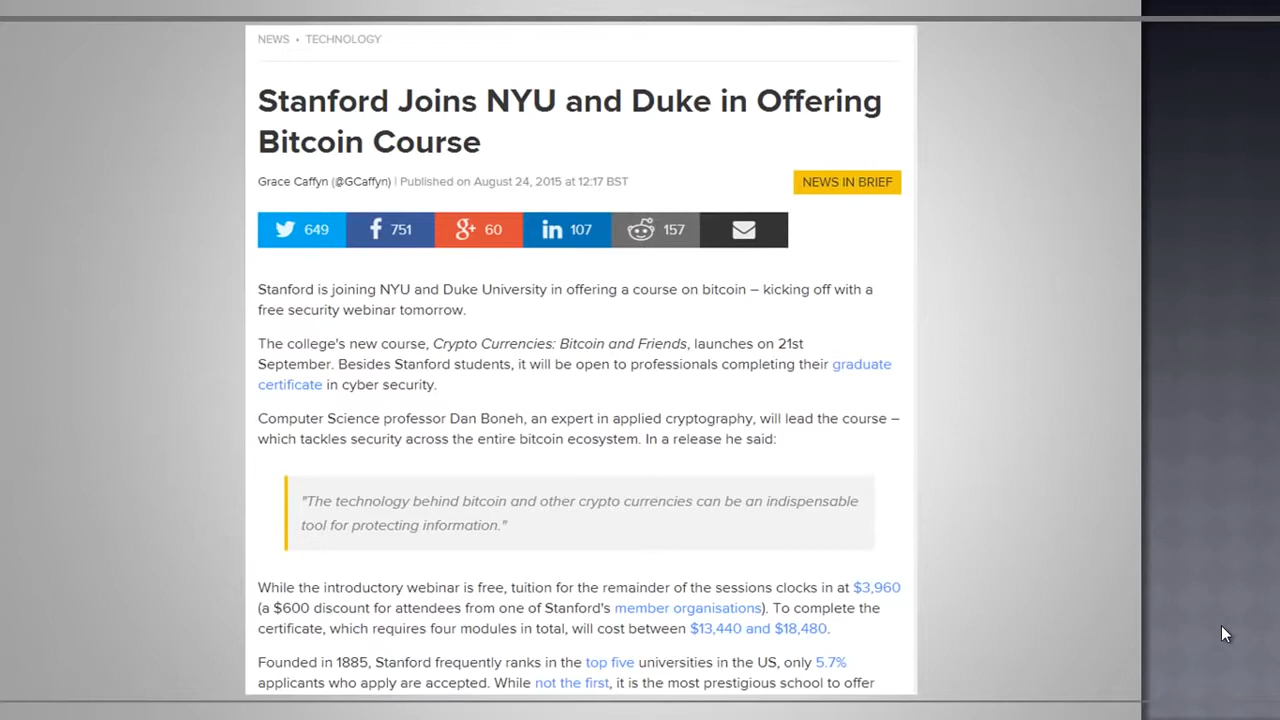 NEWS • TECHNOLOGY
Stanford Joins NYU and Duke in Offering
Bitcoin Course
Grace Caffyn (@GCaffyn) | Published on August 24, 2015 at 12:17 BST
NEWS IN BRIEF
649 751 60 107 157
Stanford is joining NYU and Duke University in offering a course on bitcoin – kicking off with a
free security webinar tomorrow.
The college's new course, Crypto Currencies: Bitcoin and Friends, launches on 21st
September. Besides Stanford students, it will be open to professionals completing their graduate
certificate in cyber security.
Computer Science professor Dan Boneh, an expert in applied cryptography, will lead the course –
which tackles security across the entire bitcoin ecosystem. In a release he said:
"The technology behind bitcoin and other crypto currencies can be an indispensable
tool for protecting information."
While the introductory webinar is free, tuition for the remainder of the sessions clocks in at $3,960
(a $600 discount for attendees from one of Stanford's member organisations). To complete the
certificate, which requires four modules in total, will cost between $13,440 and $18,480.
Founded in 1885, Stanford frequently ranks in the top five universities in the US, only 5.7%
applicants who apply are accepted. While not the first, it is the most prestigious school to offer